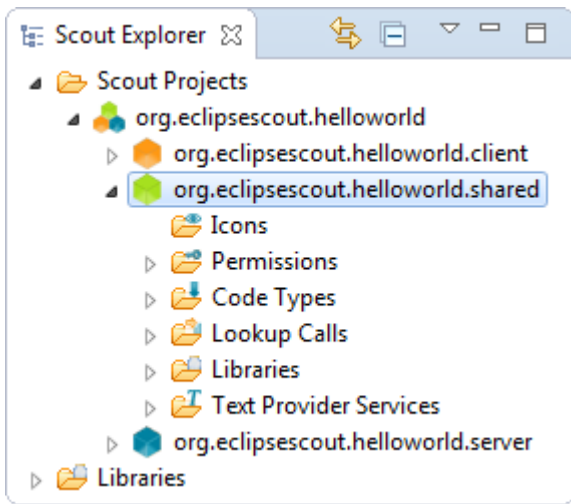 Scout Explorer
Scout Projects
org.eclipsescout.helloworld
org.eclipsescout.helloworld.client
org.eclipsescout.helloworld.shared
Icons
Permissions
Code Types
Lookup Calls
Libraries
Text Provider Services
org.eclipsescout.helloworld.server
Libraries